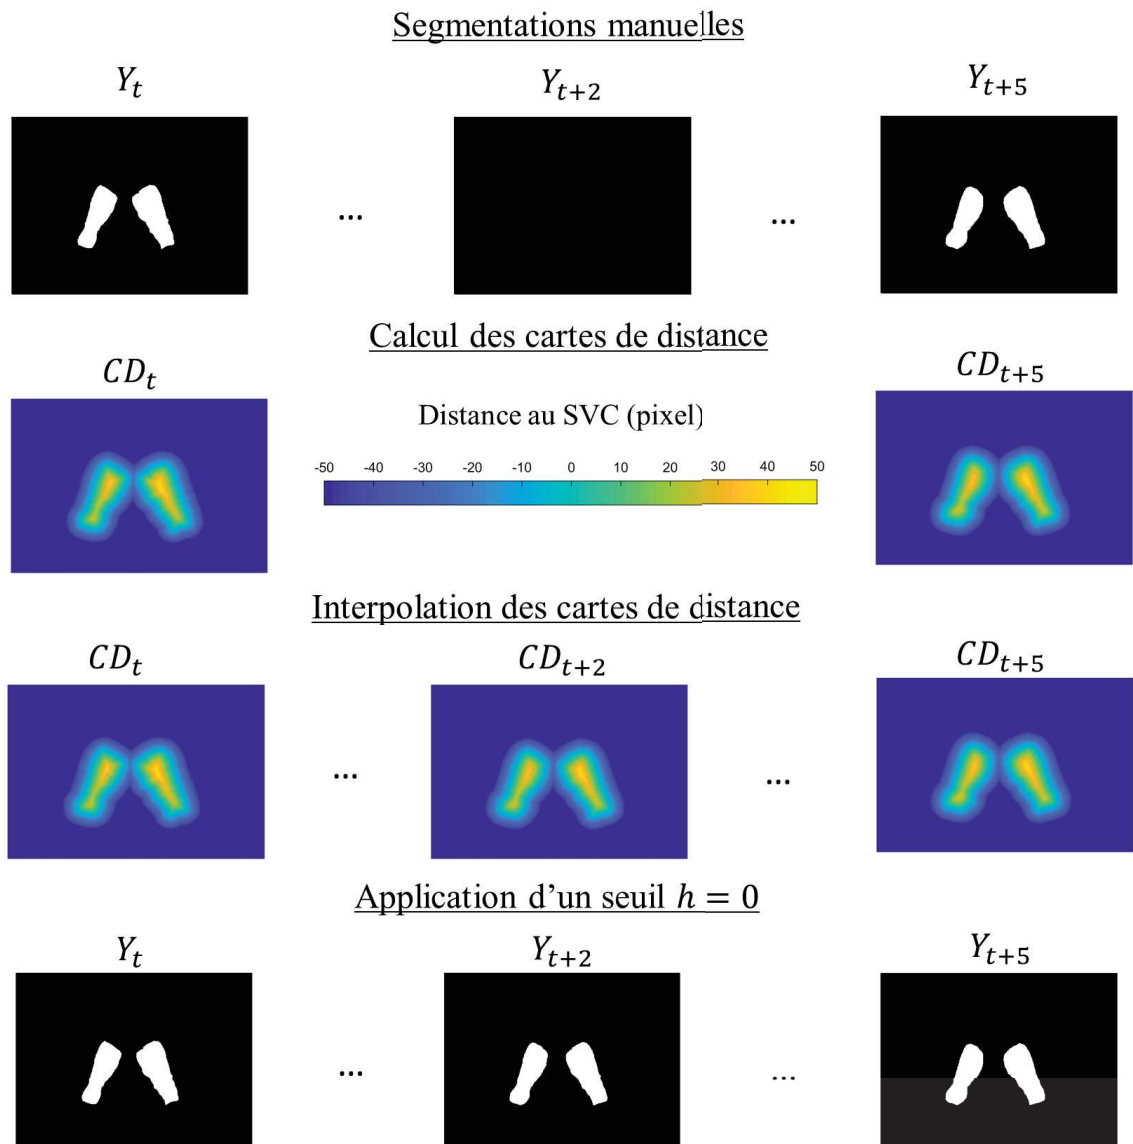 Segmentations manuelles
Y_t Y_{t+2} Y_{t+5}
... ...
Calcul des cartes de distance
CD_t CD_{t+5}
Distance au SVC (pixel)
-50 -40 -30 -20 -10 0 10 20 30 40 50
Interpolation des cartes de distance
CD_t CD_{t+2} CD_{t+5}
... ...
Application d’un seuil h = 0
Y_t Y_{t+2} Y_{t+5}
... ...